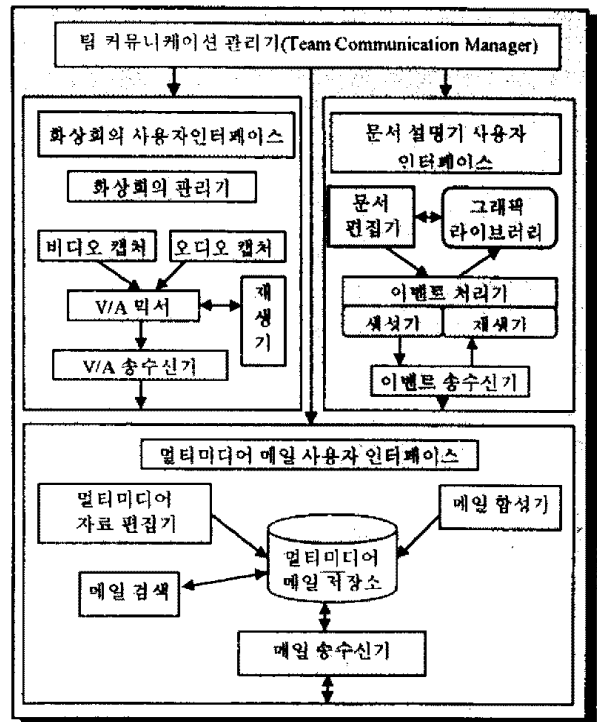 팀 커뮤니케이션 관리기(Team Communication Manager)
화상회의 사용자인터페이스
화상회의 관리기
비디오 캡처
오디오 캡처
V/A 믹서
재
생
기
V/A 송수신기
문서 설명기 사용자
인터페이스
문서
편집기
그래픽
라이브러리
이벤트 처리기
생성기
재생기
이벤트 송수신기
멀티미디어 메일 사용자 인터페이스
멀티미디어
자료 편집기
메일 합성기
멀티미디어
메일 저장소
메일 검색
메일 송수신기